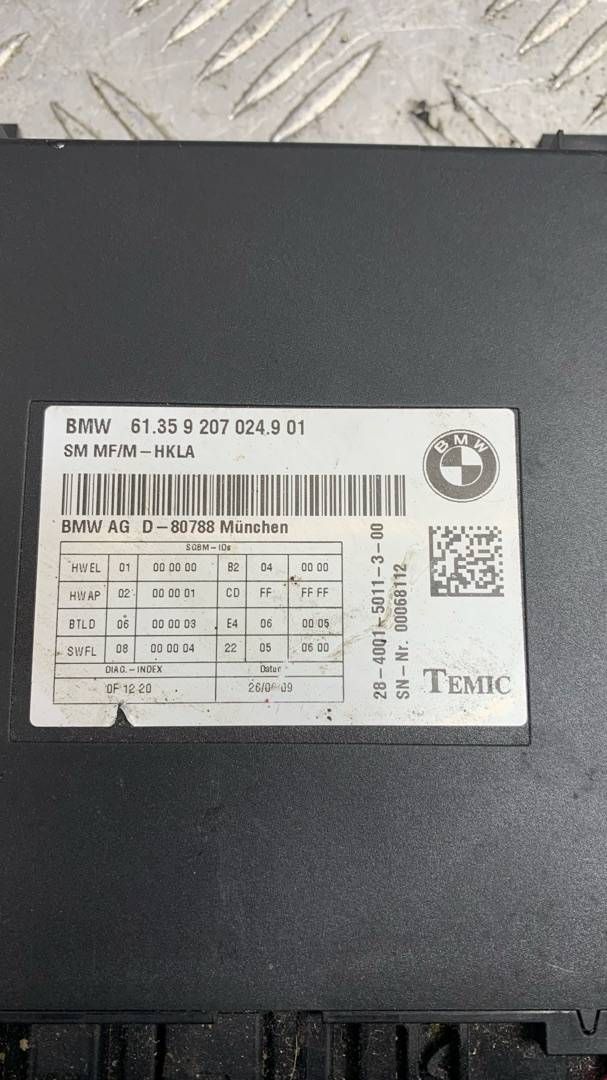 BMW 61.35 9 207 024.9 01
SM MF/M-HKLA
BMW
BMW AG D-80788 München
SGBM-IDs
HWEL 01 00 00 00 B2 04 00 00
HWAP 02 00 00 01 CD FF FF FF
BTLD 06 00 00 03 E4 06 00 05
SWFL 08 00 00 04 22 05 06 00
DIAG.-INDEX Datum
0F 12 20
28-4001-5011-3-00
SN-Nr. 00068112
TEMIC